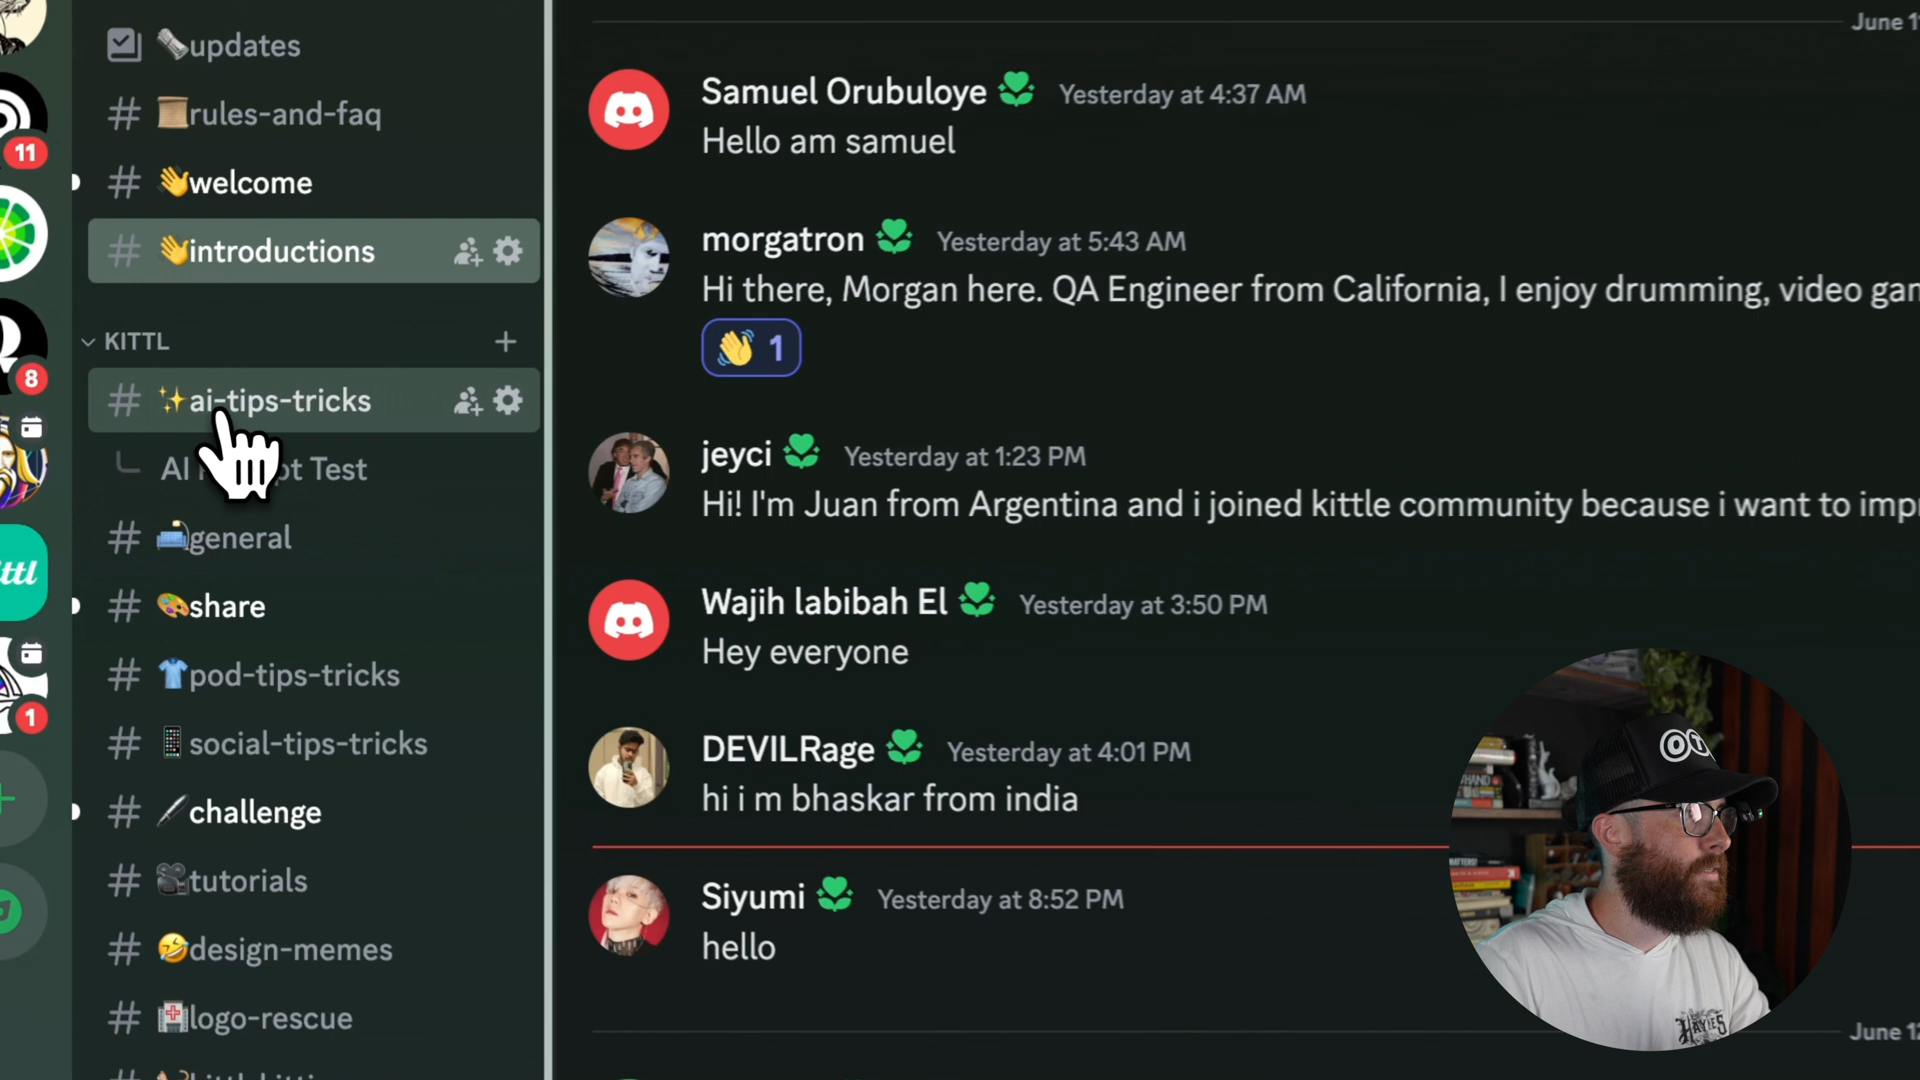 updates
rules-and-faq
11
welcome
introductions
KITTL
8
ai-tips-tricks
AI Test
general
share
pod-tips-tricks
1
social-tips-tricks
challenge
tutorials
design-memes
logo-rescue
June
Samuel Orubuloye Yesterday at 4:37 AM
Hello am samuel
morgatron Yesterday at 5:43 AM
Hi there, Morgan here. QA Engineer from California, I enjoy drumming, video
1
jeyci Yesterday at 1:23 PM
Hi! I'm Juan from Argentina and i joined kittle community because i want to
Wajih labibah El Yesterday at 3:50 PM
Hey everyone
DEVILRage Yesterday at 4:01 PM
hi i m bhaskar from india
Siyumi Yesterday at 8:52 PM
hello
June
OT
HAYES